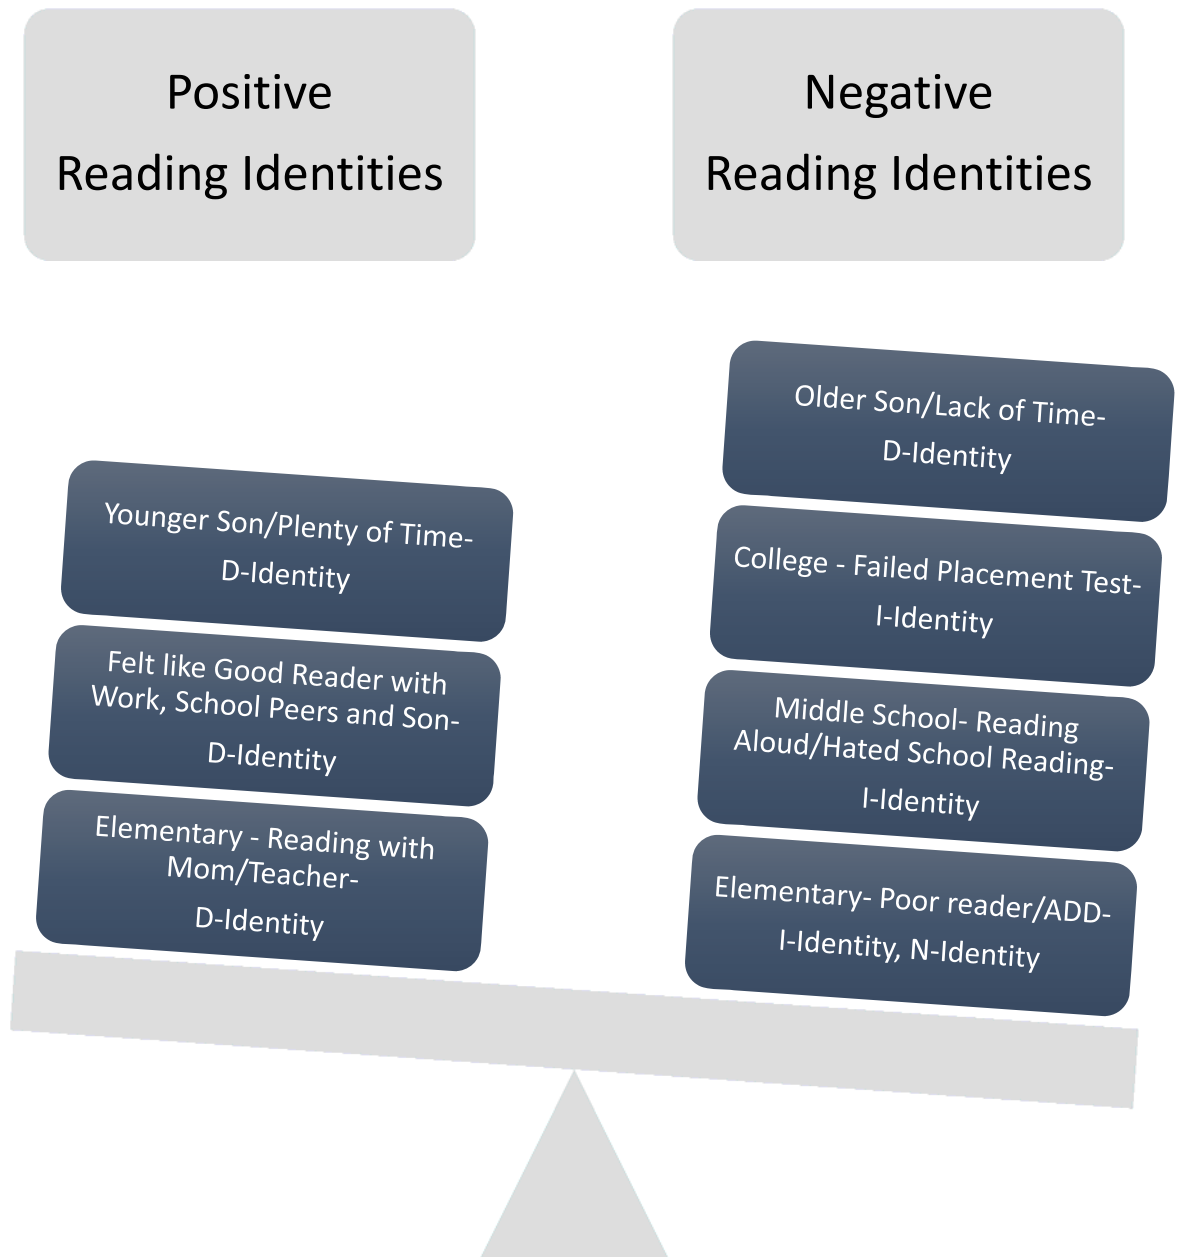 Positive
Reading Identities
Negative
Reading Identities
Younger Son/Plenty of Time-
D-Identity
Felt like Good Reader with
Work, School Peers and Son-
D-Identity
Elementary - Reading with
Mom/Teacher-
D-Identity
Older Son/Lack of Time-
D-Identity
College - Failed Placement Test-
I-Identity
Middle School- Reading
Aloud/Hated School Reading-
I-Identity
Elementary- Poor reader/ADD-
I-Identity, N-Identity